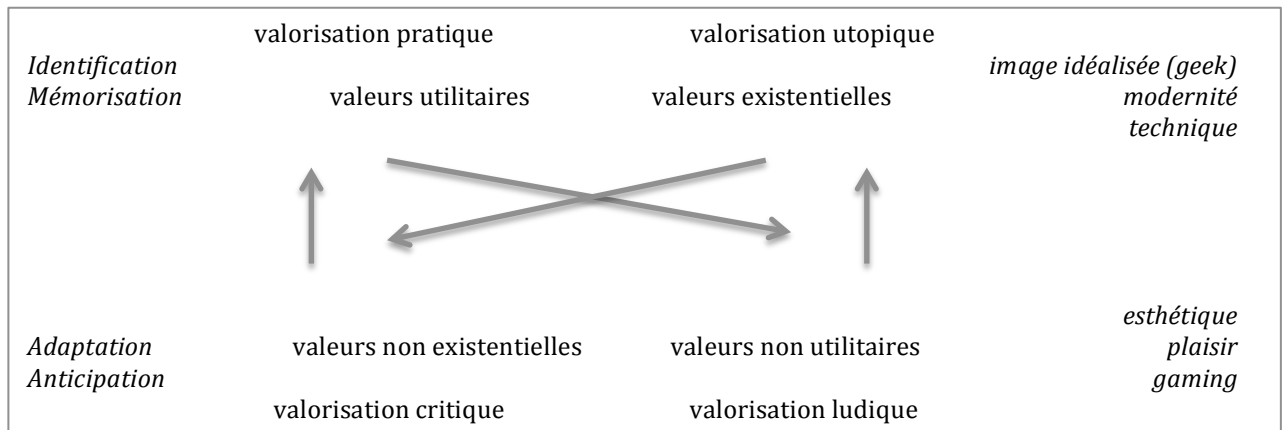 valorisation pratique
valorisation utopique
Identification
Mémorisation
valeurs utilitaires
valeurs existentielles
image idéalisée (geek)
modernité
technique
Adaptation
Anticipation
valeurs non existentielles
valeurs non utilitaires
esthétique
plaisir
gaming
valorisation critique
valorisation ludique